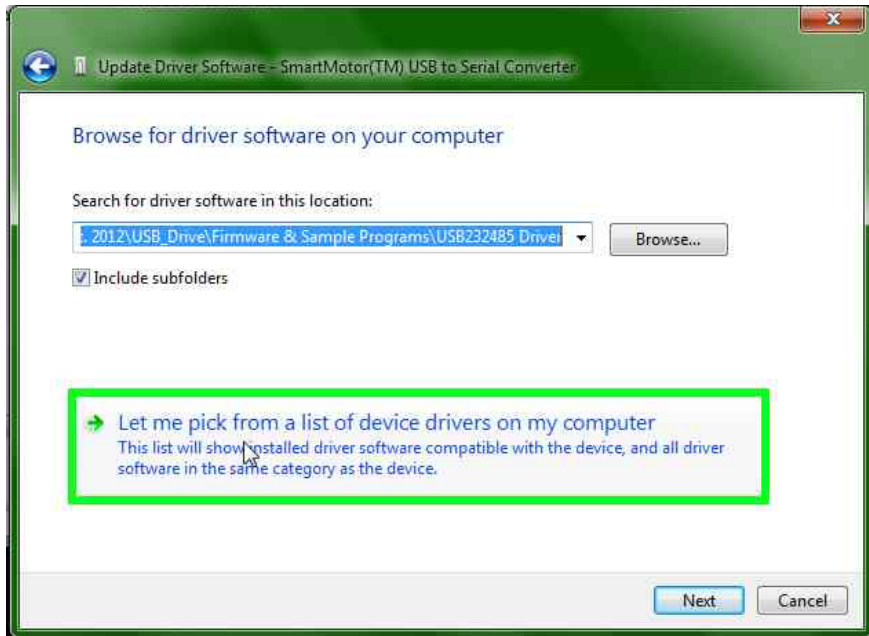 Update Driver Software - SmartMotor(TM) USB to Serial Converter
Browse for driver software on your computer
Search for driver software in this location:
. 2012\USB_Drive\Firmware & Sample Programs\USB232485 Driver
Browse...
Include subfolders
Let me pick from a list of device drivers on my computer
This list will show installed driver software compatible with the device, and all driver
software in the same category as the device.
Next
Cancel